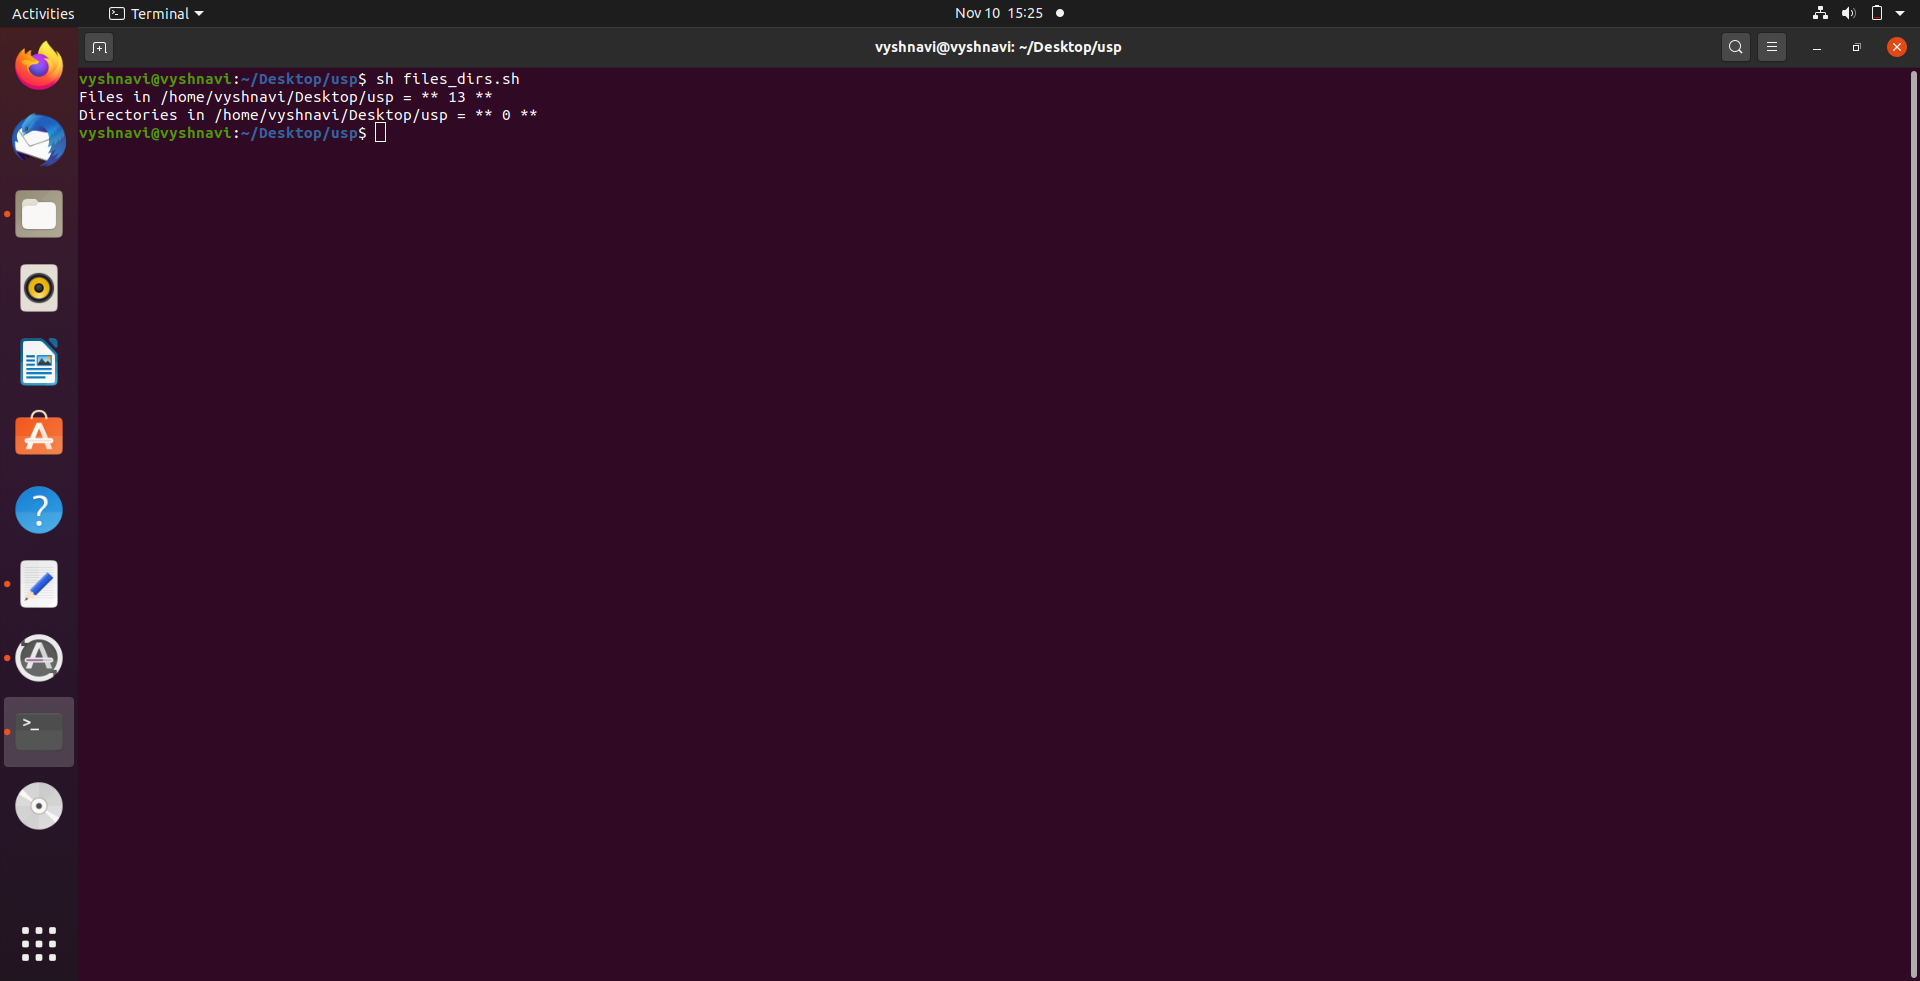 Activities Terminal Nov 10 15:25
vyshnavi@vyshnavi: ~/Desktop/usp
vyshnavi@vyshnavi:~/Desktop/usp$ sh files_dirs.sh
Files in /home/vyshnavi/Desktop/usp = ** 13 **
Directories in /home/vyshnavi/Desktop/usp = ** 0 **
vyshnavi@vyshnavi:~/Desktop/usp$